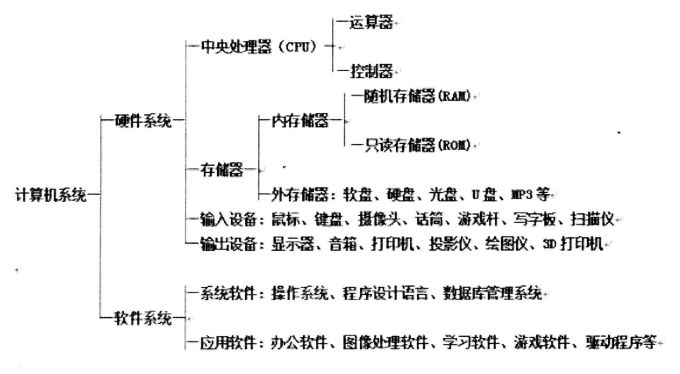 运算器
中央处理器（CPU）
控制器
随机存储器(RAM)
硬件系统
内存储器
只读存储器(ROM)
存储器
计算机系统
外存储器：软盘、硬盘、光盘、U盘、MP3等
输入设备：鼠标、键盘、摄像头、话筒、游戏杆、写字板、扫描仪
输出设备：显示器、音箱、打印机、投影仪、绘图仪、3D打印机
系统软件：操作系统、程序设计语言、数据库管理系统
软件系统
应用软件：办公软件、图像处理软件、学习软件、游戏软件、驱动程序等